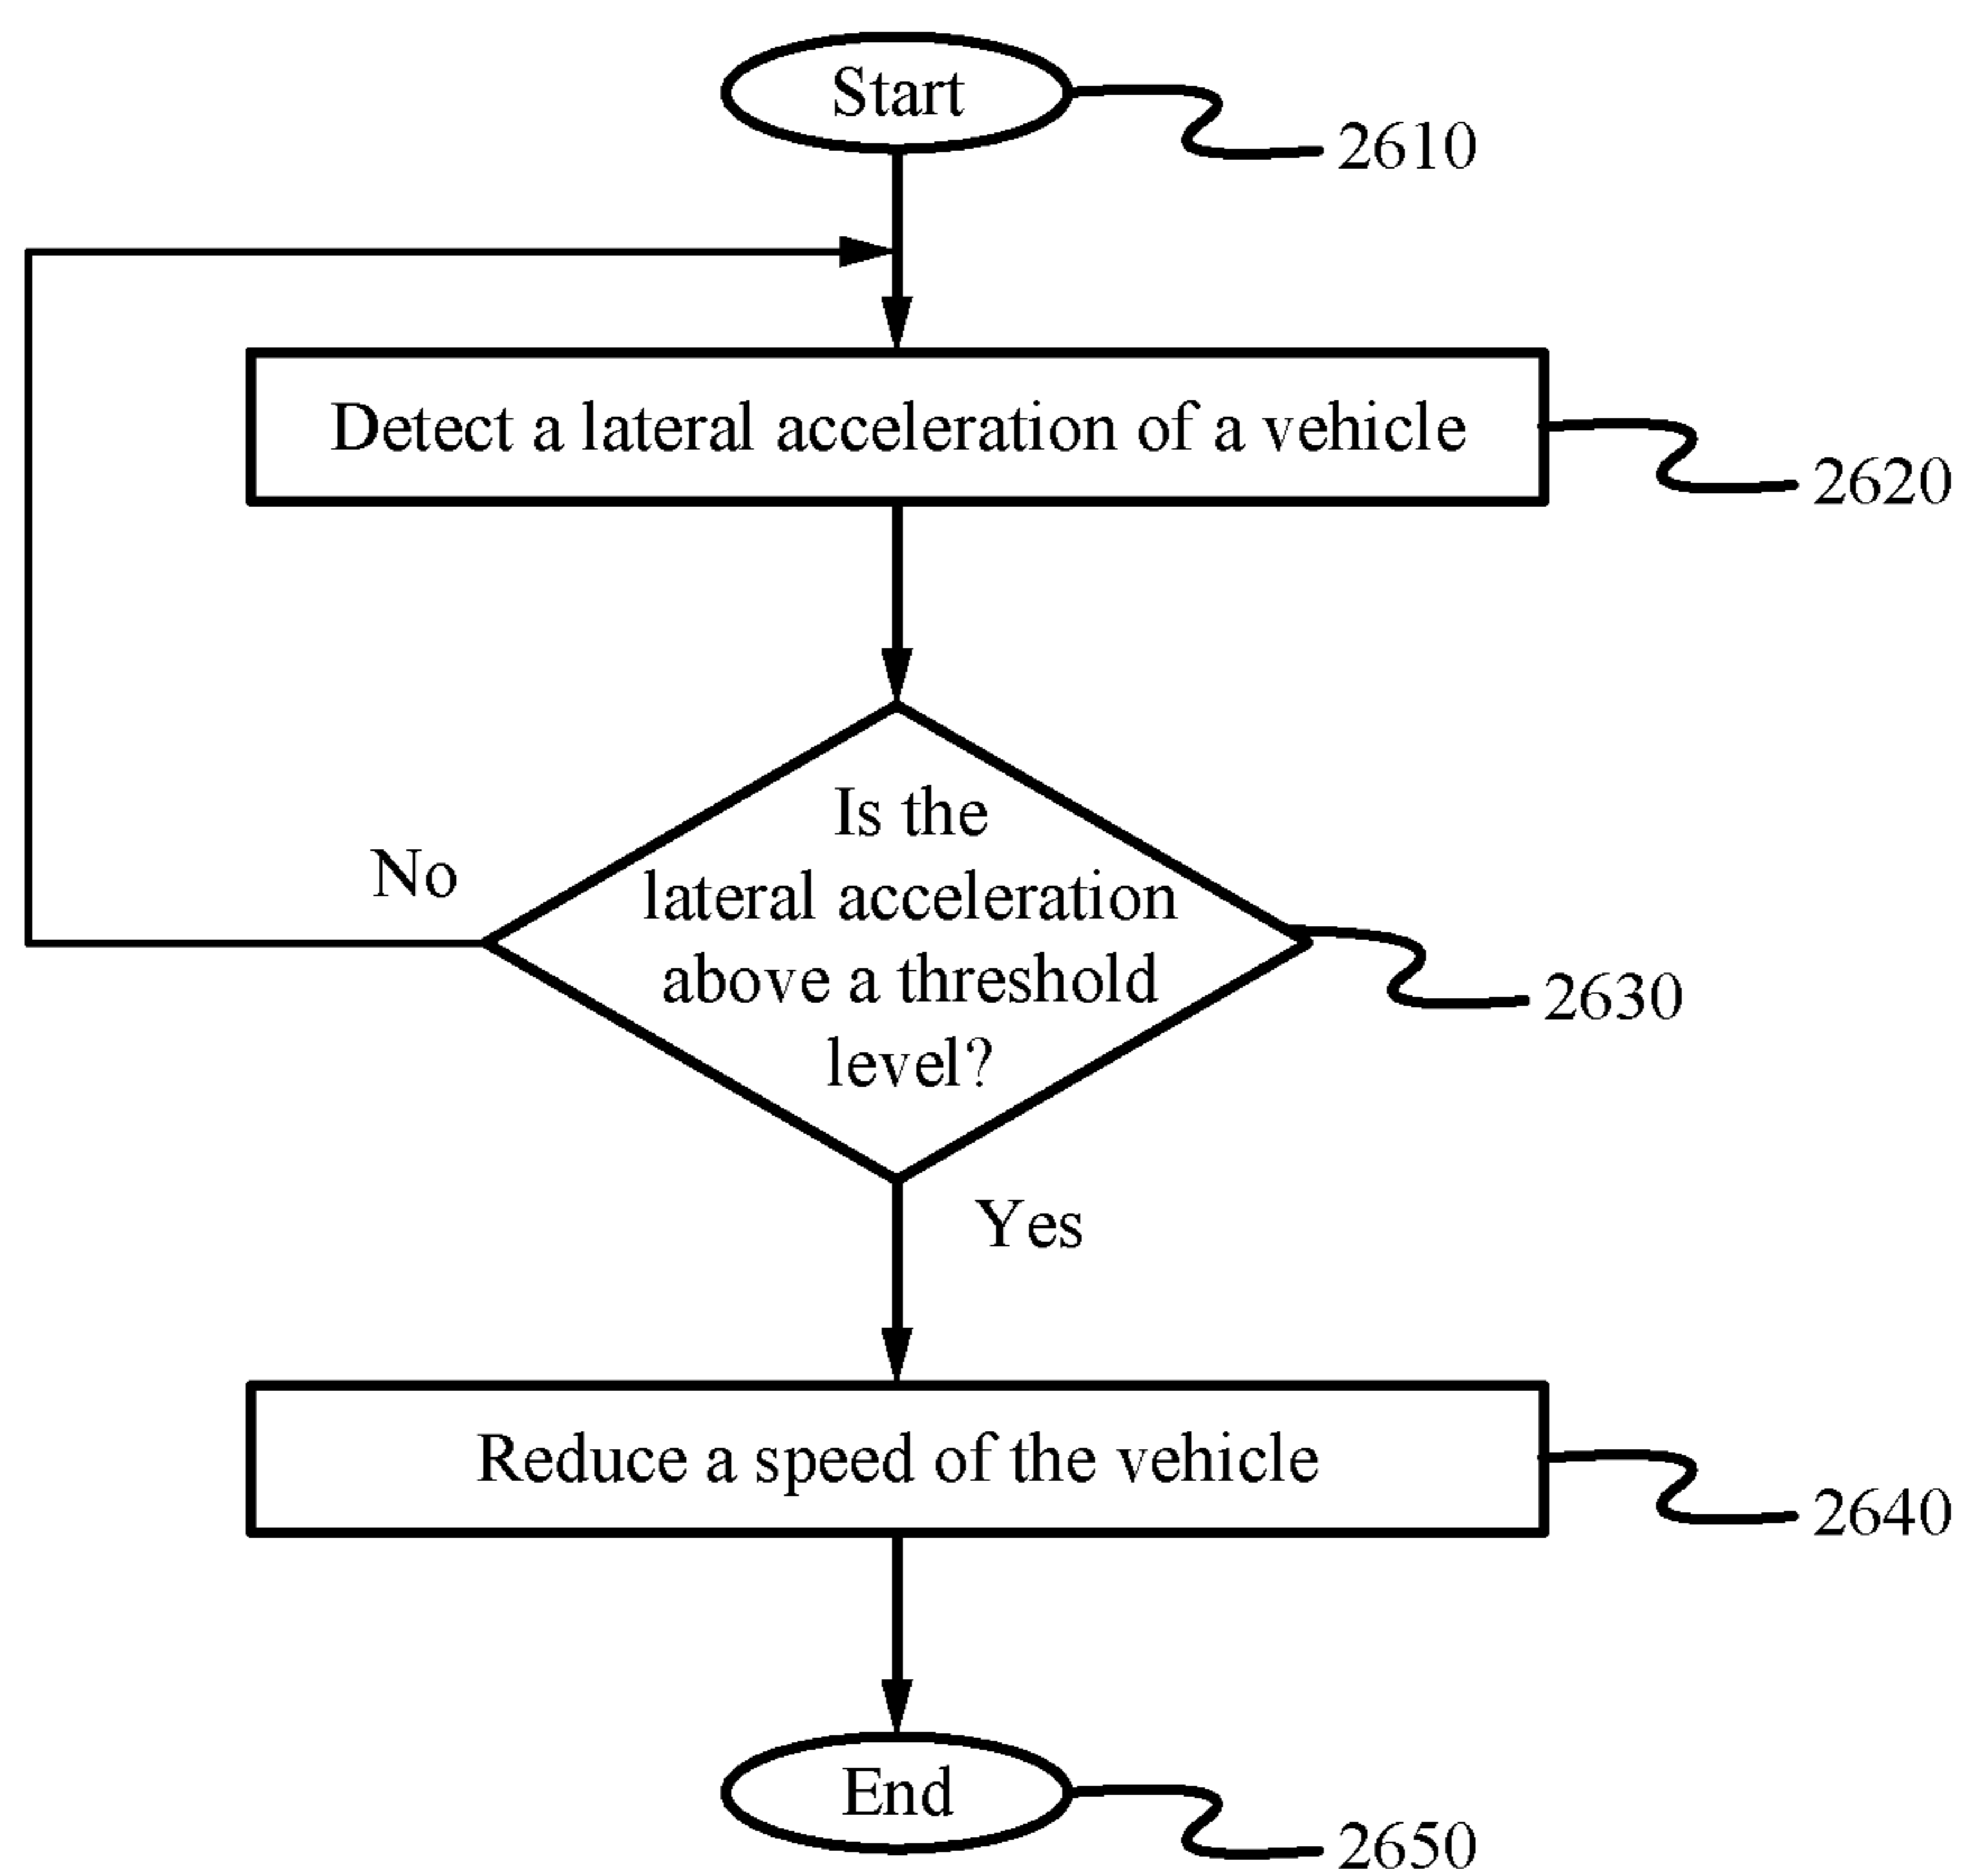 Start
2610
Detect a lateral acceleration of a vehicle
2620
Is the
lateral acceleration
above a threshold
level?
No
2630
Yes
Reduce a speed of the vehicle
2640
End
2650